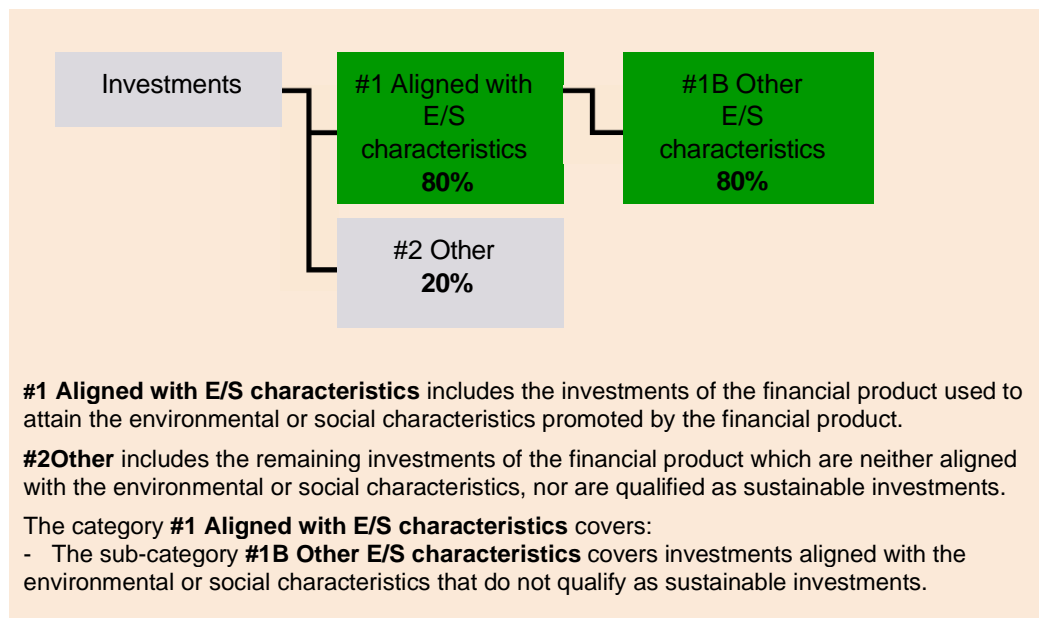 Investments
#1 Aligned with
E/S
characteristics
80%
#1B Other
E/S
characteristics
80%
#2 Other
20%
#1 Aligned with E/S characteristics includes the investments of the financial product used to
attain the environmental or social characteristics promoted by the financial product.
#2Other includes the remaining investments of the financial product which are neither aligned
with the environmental or social characteristics, nor are qualified as sustainable investments.
The category #1 Aligned with E/S characteristics covers:
- The sub-category #1B Other E/S characteristics covers investments aligned with the
environmental or social characteristics that do not qualify as sustainable investments.